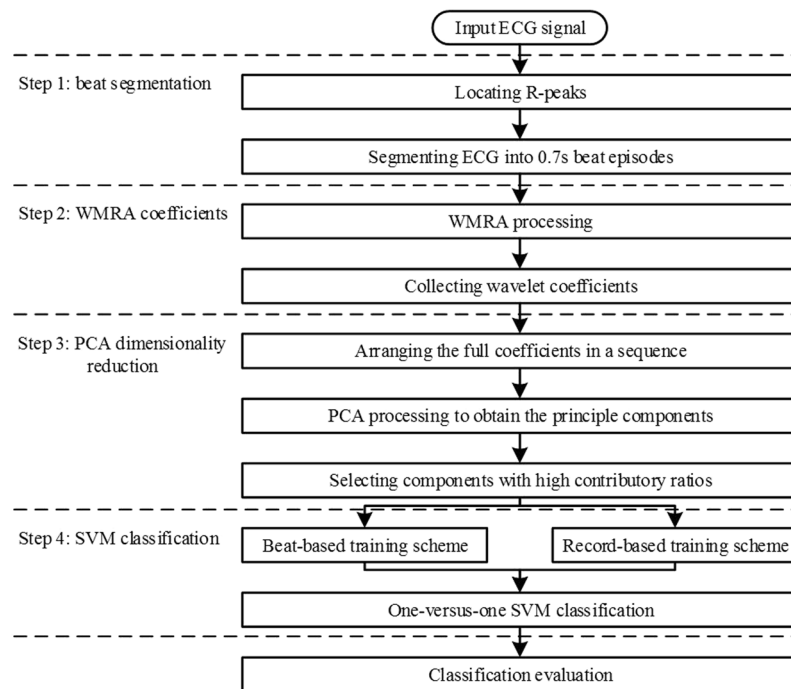 Input ECG signal
Step 1: beat segmentation
Locating R-peaks
Segmenting ECG into 0.7s beat episodes
Step 2: WMRA coefficients
WMRA processing
Collecting wavelet coefficients
Step 3: PCA dimensionality
reduction
Arranging the full coefficients in a sequence
PCA processing to obtain the principle components
Selecting components with high contributory ratios
Step 4: SVM classification
Beat-based training scheme
Record-based training scheme
One-versus-one SVM classification
Classification evaluation